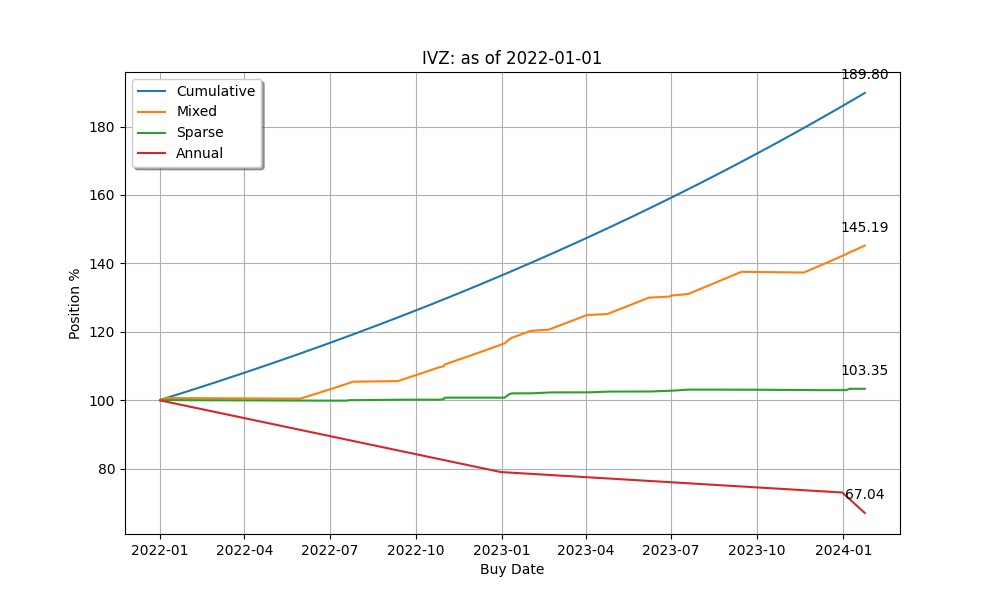 IVZ: as of 2022-01-01
189.80
Cumulative
Mixed
Sparse
Annual
180
160
145.19
140
120
103.35
100
80
67.04
Position %
2022-01 2022-04 2022-07 2022-10 2023-01 2023-04 2023-07 2023-10 2024-01
Buy Date